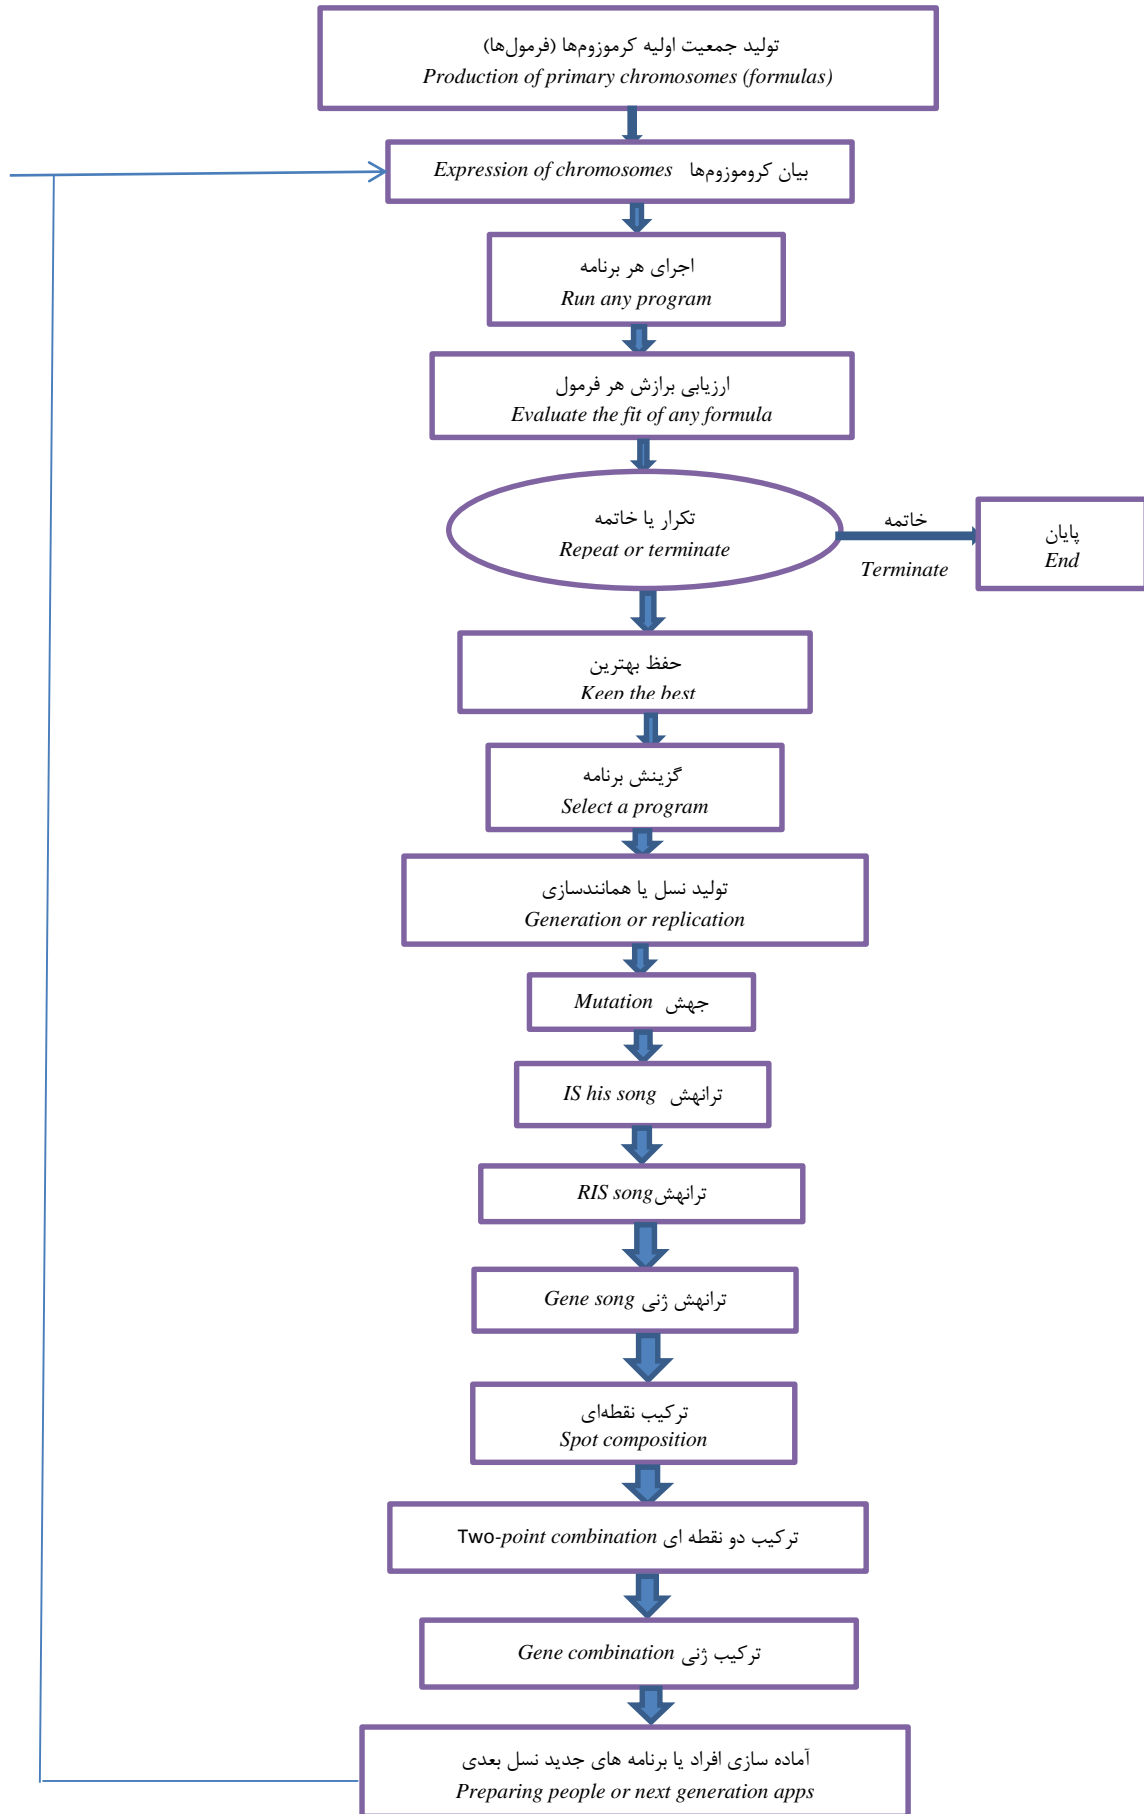 تولید جمعیت اولیه کرموزوم‌ها (فرمول‌ها)
Production of primary chromosomes (formulas)
بیان کروموزوم‌ها Expression of chromosomes
اجرای هر برنامه
Run any program
ارزیابی برازش هر فرمول
Evaluate the fit of any formula
تکرار یا خاتمه
Repeat or terminate
خاتمه
Terminate
پایان
End
حفظ بهترین
Keep the best
گزینش برنامه
Select a program
تولید نسل یا همانندسازی
Generation or replication
جهش Mutation
ترانهش IS his song
ترانهش RIS song
ترانهش ژنی Gene song
ترکیب نقطه‌ای
Spot composition
ترکیب دو نقطه ای Two-point combination
ترکیب ژنی Gene combination
آماده سازی افراد یا برنامه های جدید نسل بعدی
Preparing people or next generation apps